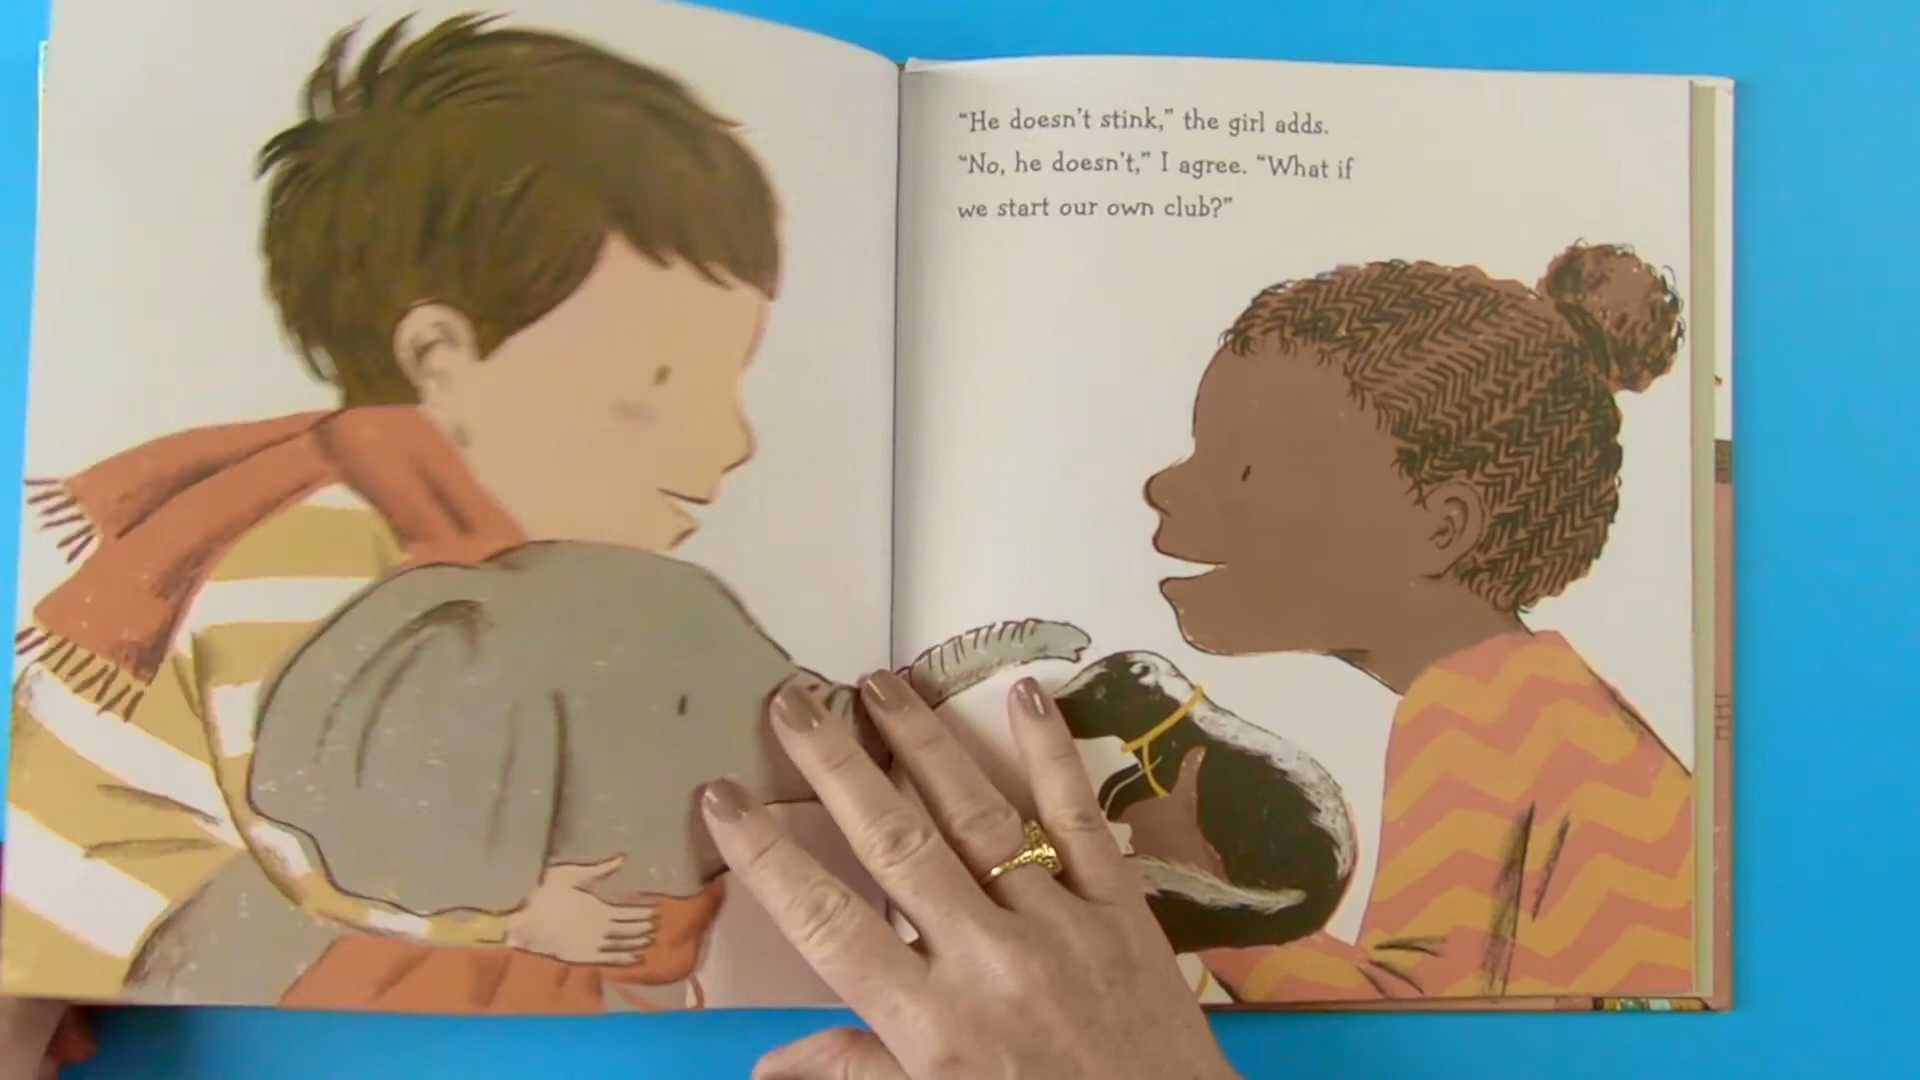 “He doesn't stink,” the girl adds.
“No, he doesn't,” I agree. “What if
we start our own club?”